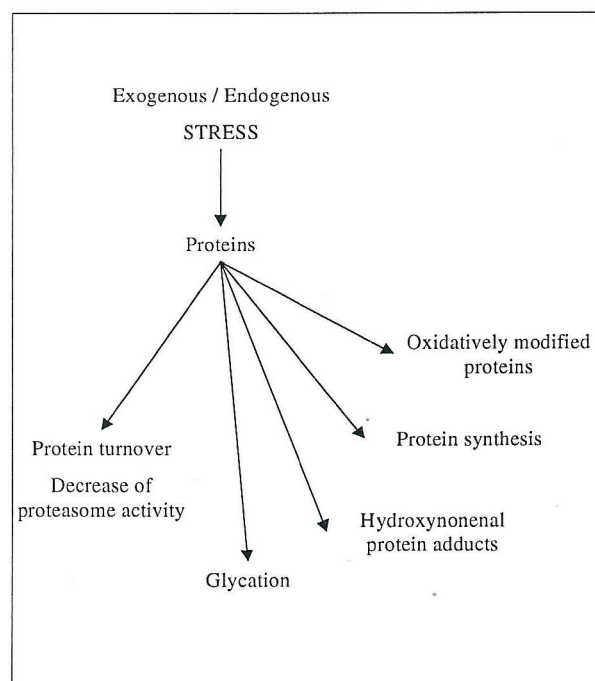 Exogenous / Endogenous
STRESS
Proteins
Oxidatively modified
proteins
Protein synthesis
Protein turnover
Decrease of
proteasome activity
Hydroxynonenal
protein adducts
Glycation